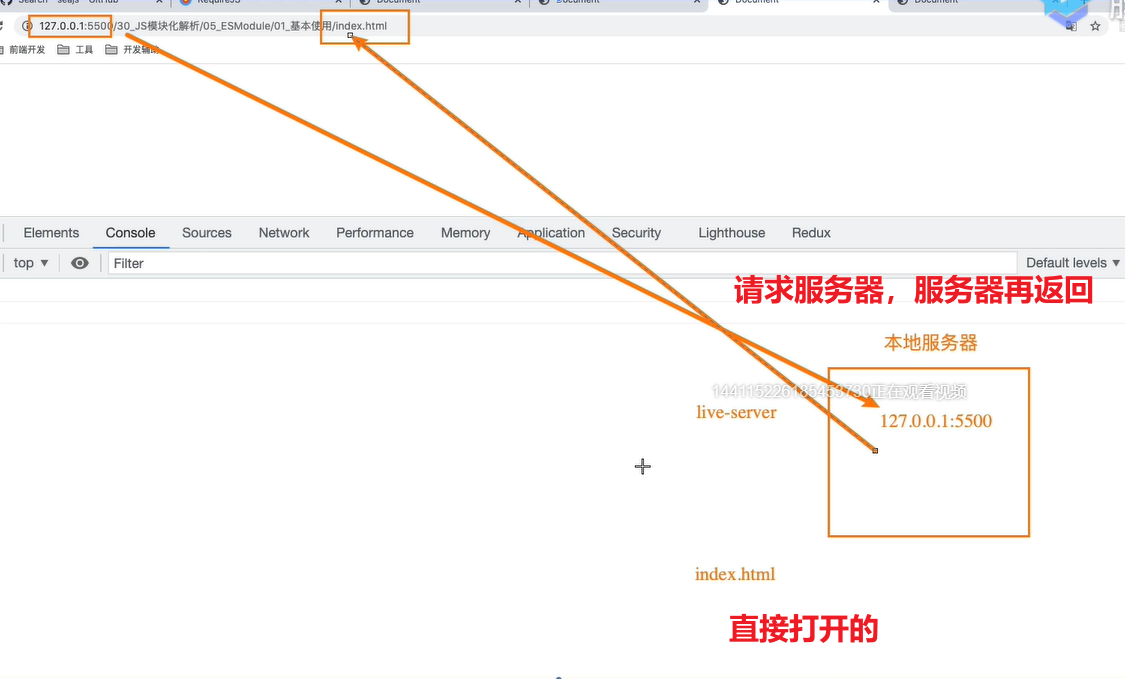 Search seajs GitHub
RequireJS
Document
Document
Document
Document
127.0.0.1:5500/30_JS模块化解析/05_ESModule/01_基本使用/index.html
前端开发 工具 开发辅助
Elements Console Sources Network Performance Memory Application Security Lighthouse Redux
top Filter Default levels
请求服务器，服务器再返回
本地服务器
正在观看视频
live-server
127.0.0.1:5500
index.html
直接打开的